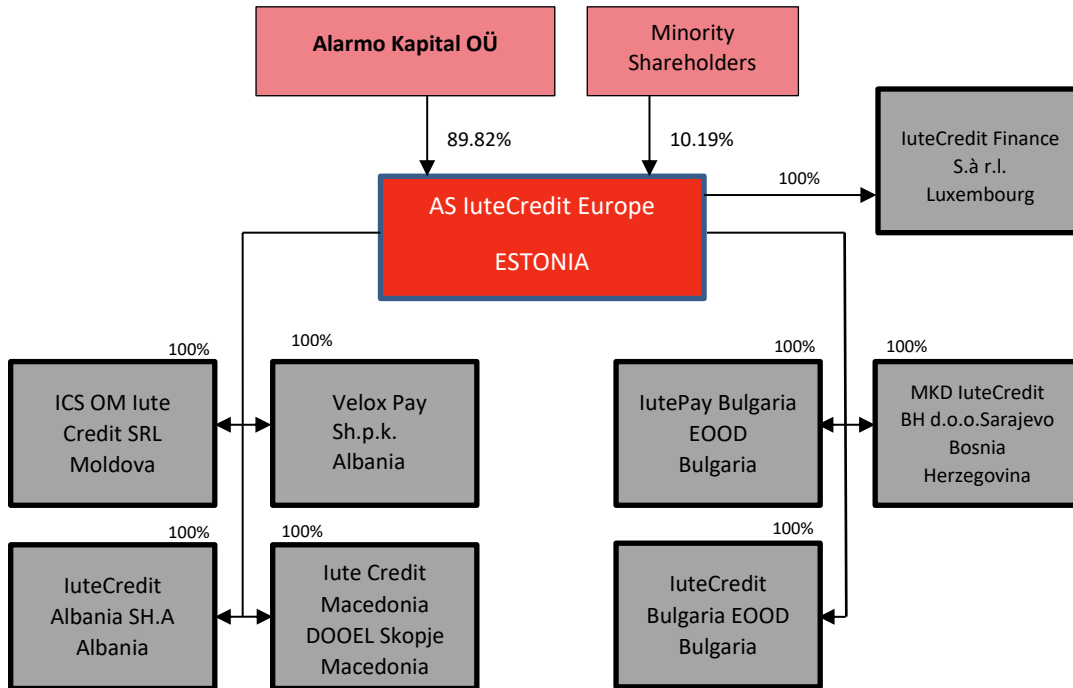 Alarmo Kapital OÜ
Minority
Shareholders
89.82%
10.19%
IuteCredit Finance
S.à r.l.
Luxembourg
100%
AS IuteCredit Europe
ESTONIA
100%
ICS OM Iute
Credit SRL
Moldova
100%
Velox Pay
Sh.p.k.
Albania
100%
IutePay Bulgaria
EOOD
Bulgaria
100%
MKD IuteCredit
BH d.o.o.Sarajevo
Bosnia
Herzegovina
100%
IuteCredit
Albania SH.A
Albania
100%
Iute Credit
Macedonia
DOOEL Skopje
Macedonia
100%
IuteCredit
Bulgaria EOOD
Bulgaria